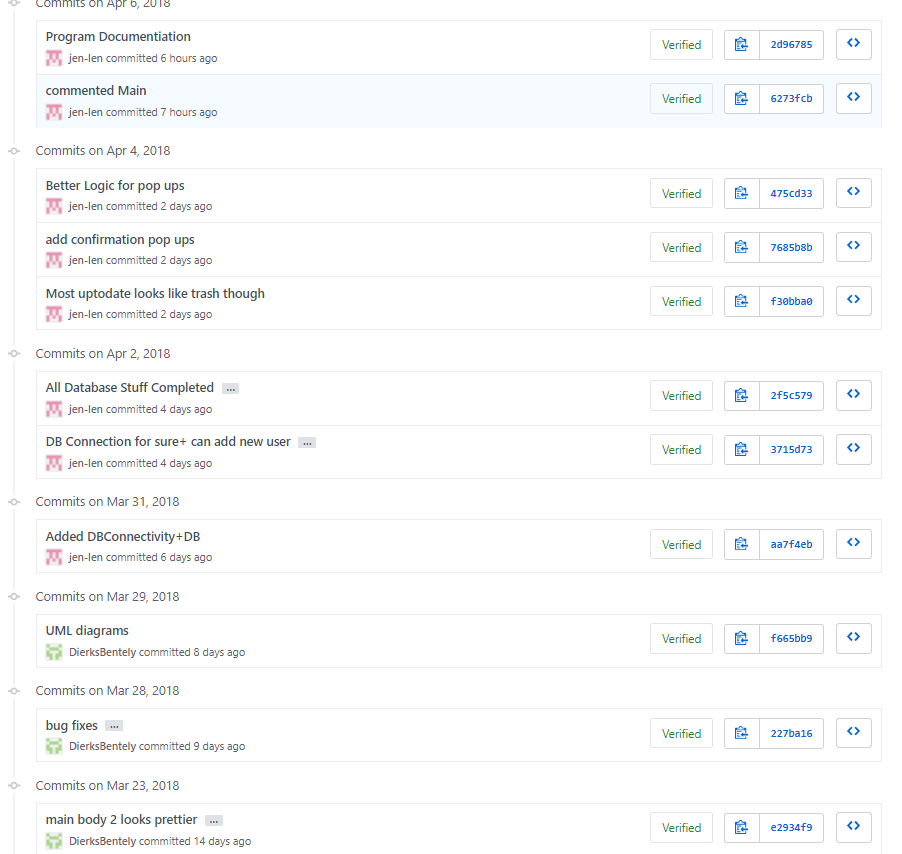 Commits on Apr 6, 2018
Program Documentiation
Verified
2d96785
jen-len committed 6 hours ago
commented Main
Verified
6273fcb
jen-len committed 7 hours ago
Commits on Apr 4, 2018
Better Logic for pop ups
Verified
475cd33
jen-len committed 2 days ago
add confirmation pop ups
Verified
7685b8b
jen-len committed 2 days ago
Most uptodate looks like trash though
Verified
f30bba0
jen-len committed 2 days ago
Commits on Apr 2, 2018
All Database Stuff Completed ...
Verified
2f5c579
jen-len committed 4 days ago
DB Connection for sure+ can add new user ...
Verified
3715d73
jen-len committed 4 days ago
Commits on Mar 31, 2018
Added DBConnectivity+DB
Verified
aa7f4eb
jen-len committed 6 days ago
Commits on Mar 29, 2018
UML diagrams
Verified
f665bb9
DierksBentely committed 8 days ago
Commits on Mar 28, 2018
bug fixes ...
Verified
227ba16
DierksBentely committed 9 days ago
Commits on Mar 23, 2018
main body 2 looks prettier ...
Verified
e2934f9
DierksBentely committed 14 days ago